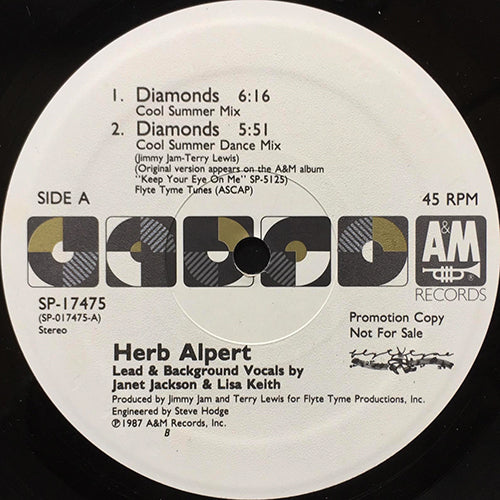 1. Diamonds 6:16
Cool Summer Mix
2. Diamonds 5:51
Cool Summer Dance Mix
(Jimmy Jam-Terry Lewis)
(Original version appears on the A&M album
"Keep Your Eye On Me" SP-5125)
Flyte Tyme Tunes (ASCAP)
SIDE A
45 RPM
A&M
RECORDS
SP-17475
(SP-017475-A)
Stereo
Promotion Copy
Not For Sale
Herb Alpert
Lead & Background Vocals by
Janet Jackson & Lisa Keith
Produced by Jimmy Jam and Terry Lewis for Flyte Tyme Productions, Inc.
Engineered by Steve Hodge
℗1987 A&M Records, Inc.
B